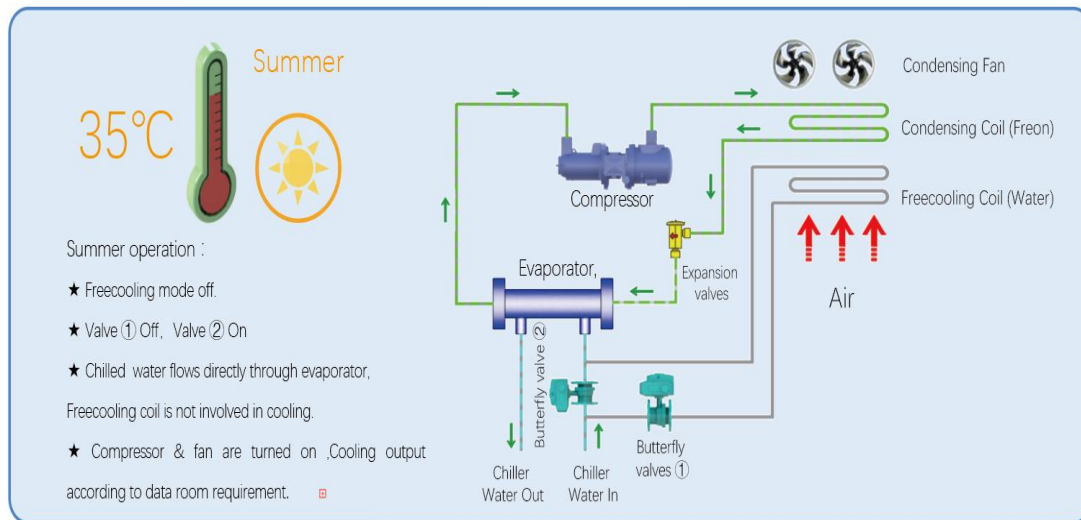 Summer
35℃
Summer operation：
★ Freecooling mode off.
★ Valve ① Off, Valve ② On
★ Chilled water flows directly through evaporator,
Freecooling coil is not involved in cooling.
★ Compressor & fan are turned on ,Cooling output
according to data room requirement.
Condensing Fan
Condensing Coil (Freon)
Compressor
Freecooling Coil (Water)
Evaporator,
Expansion
valves
Air
Butterfly valve ②
Butterfly
valves ①
Chiller
Water Out
Chiller
Water In